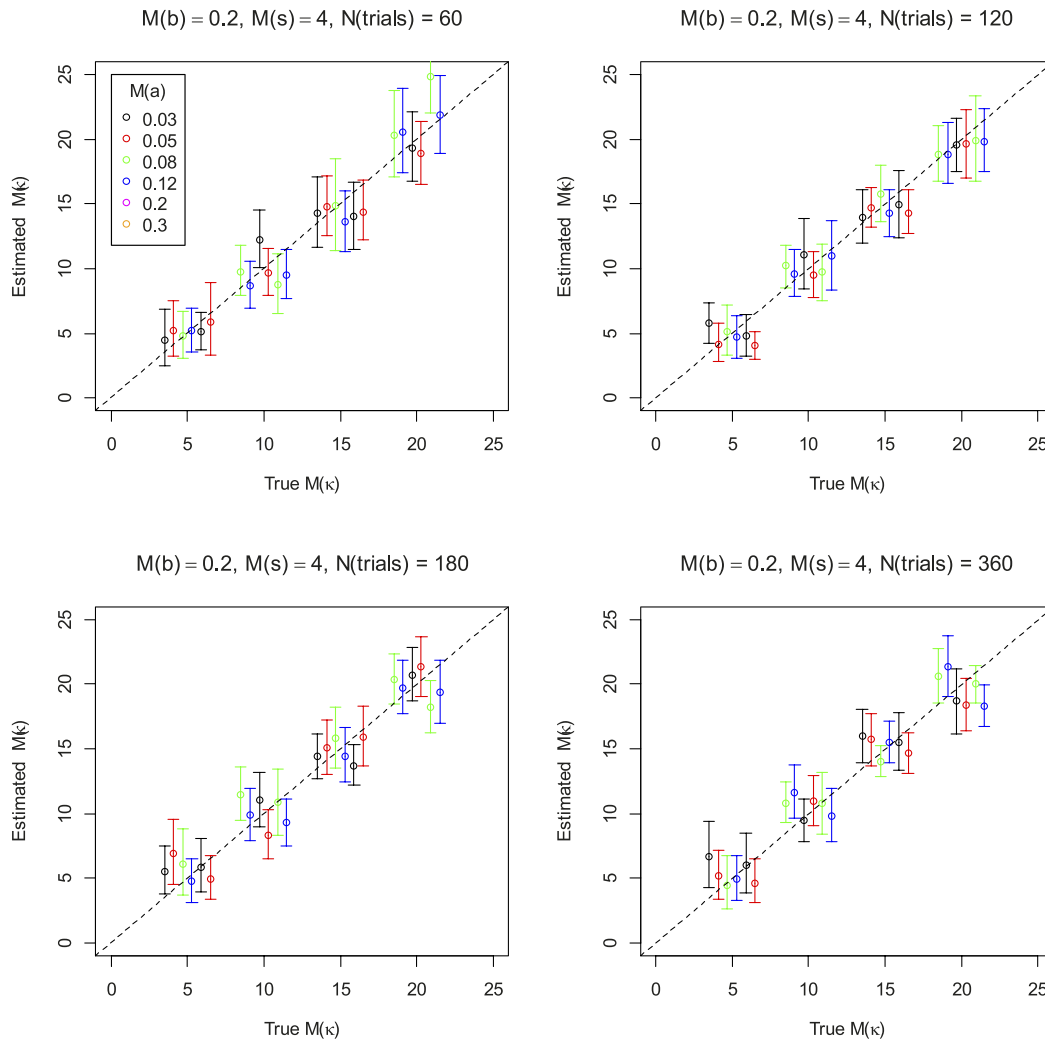 M(b) = 0.2, M(s) = 4, N(trials) = 60
M(a)
0.03
0.05
0.08
0.12
0.2
0.3
Estimated M(κ)
0 5 10 15 20 25
0 5 10 15 20 25
True M(κ)
M(b) = 0.2, M(s) = 4, N(trials) = 120
Estimated M(κ)
0 5 10 15 20 25
0 5 10 15 20 25
True M(κ)
M(b) = 0.2, M(s) = 4, N(trials) = 180
Estimated M(κ)
0 5 10 15 20 25
0 5 10 15 20 25
True M(κ)
M(b) = 0.2, M(s) = 4, N(trials) = 360
Estimated M(κ)
0 5 10 15 20 25
0 5 10 15 20 25
True M(κ)